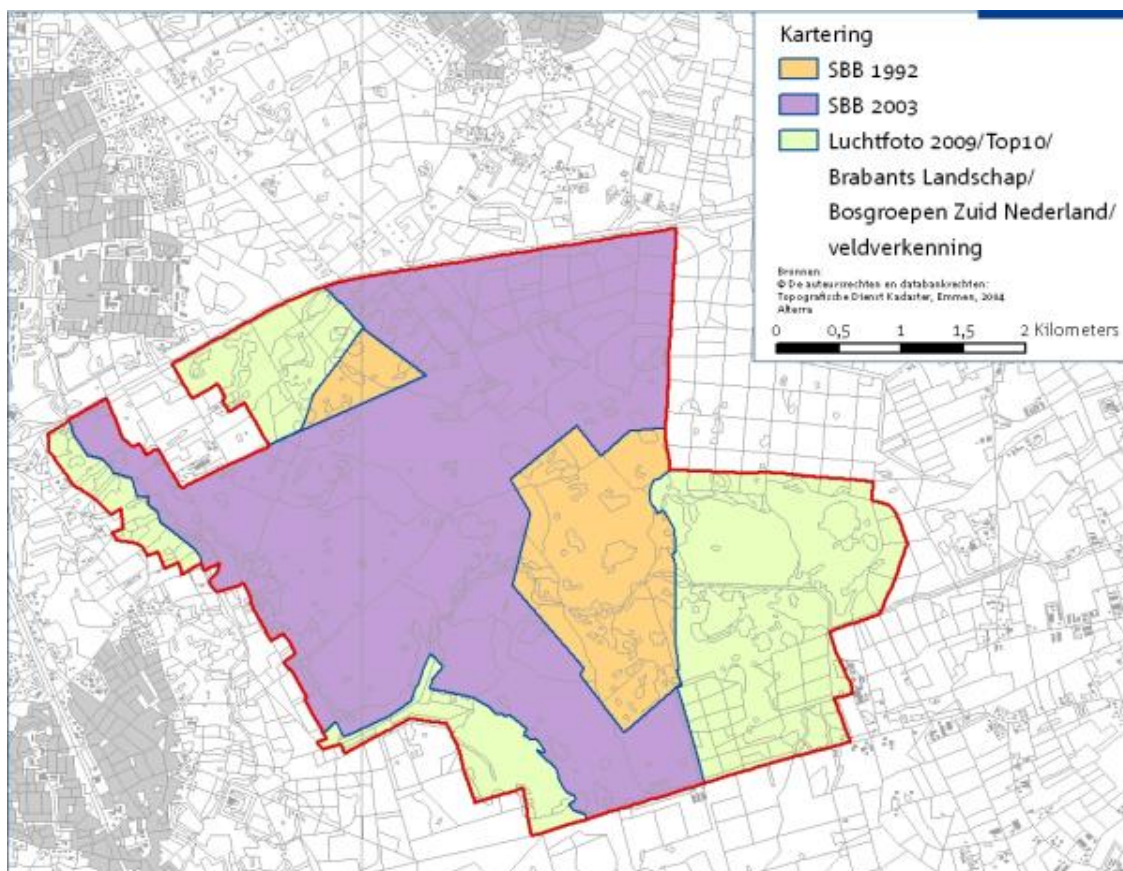 Kartering
SBB 1992
SBB 2003
Luchtfoto 2009/Top10/
Brabants Landschap/
Bosgroepen Zuid Nederland/
veldverkenning
Bronnen
© De auteursrechten en databankrechten:
Topografische Dienst Kadaster, Emmen, 2004
Alterra
0 0,5 1 1,5 2 Kilometers